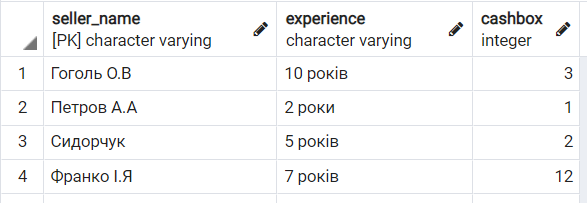 seller_name experience cashbox
[PK] character varying character varying integer
1 Гоголь О.В 10 років 3
2 Петров А.А 2 роки 1
3 Сидорчук 5 років 2
4 Франко І.Я 7 років 12